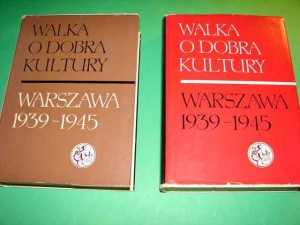 WALKA
O DOBRA
KULTURY
WARSZAWA
1939-1945
WALKA
O DOBRA
KULTURY
WARSZAWA
1939-1945